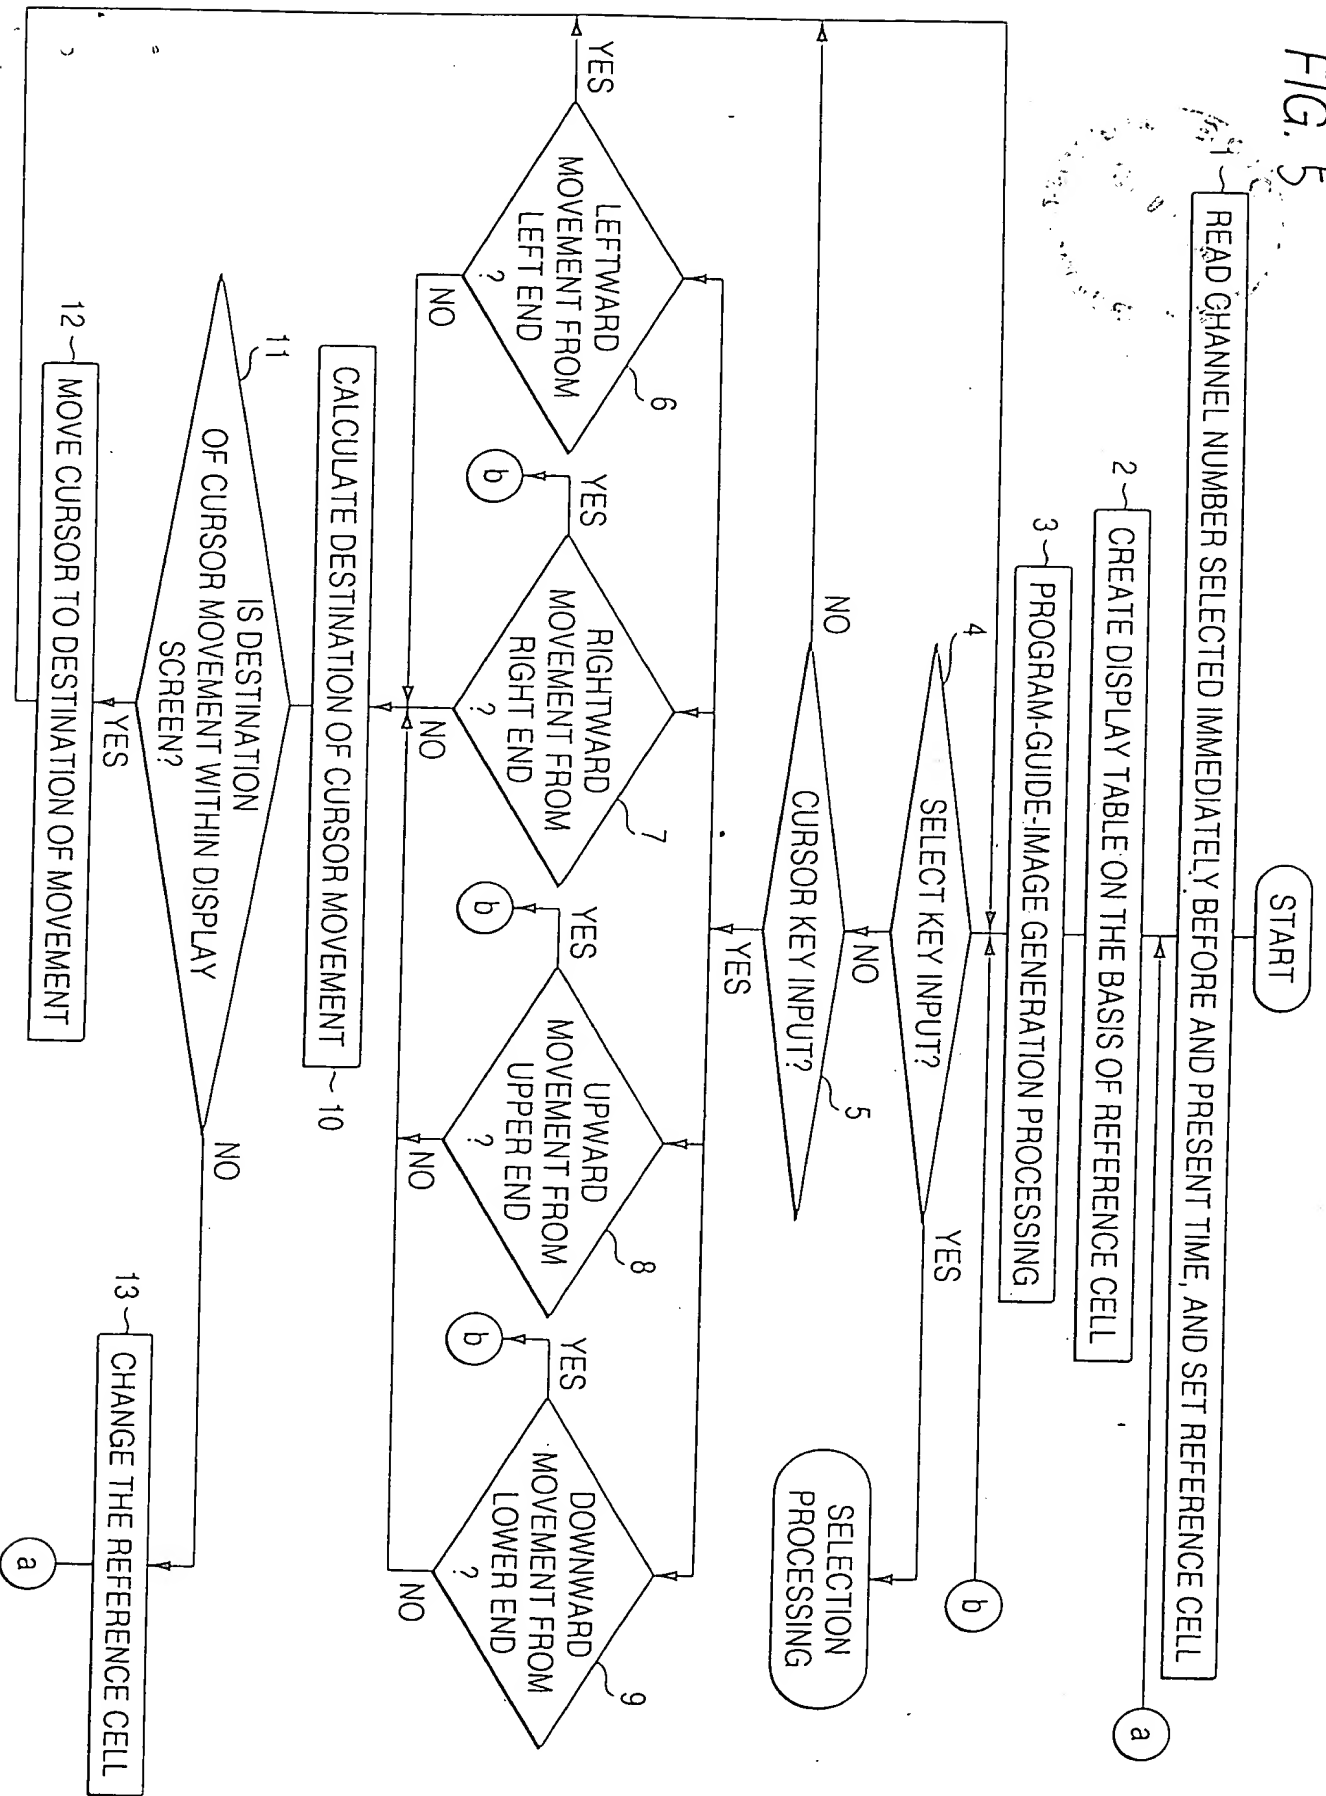 FIG. 5
START
1
READ CHANNEL NUMBER SELECTED IMMEDIATELY BEFORE AND PRESENT TIME, AND SET REFERENCE CELL
a
2
CREATE DISPLAY TABLE ON THE BASIS OF REFERENCE CELL
3
PROGRAM-GUIDE-IMAGE GENERATION PROCESSING
b
4
SELECT KEY INPUT?
YES
NO
SELECTION
PROCESSING
NO
CURSOR KEY INPUT?
5
YES
YES
LEFTWARD
MOVEMENT FROM
LEFT END
?
6
NO
YES
b
RIGHTWARD
MOVEMENT FROM
RIGHT END
?
7
NO
YES
b
UPWARD
MOVEMENT FROM
UPPER END
?
8
NO
YES
b
DOWNWARD
MOVEMENT FROM
LOWER END
?
9
NO
CALCULATE DESTINATION OF CURSOR MOVEMENT
10
11
IS DESTINATION
OF CURSOR MOVEMENT WITHIN DISPLAY
SCREEN?
NO
YES
12
MOVE CURSOR TO DESTINATION OF MOVEMENT
13
CHANGE THE REFERENCE CELL
a